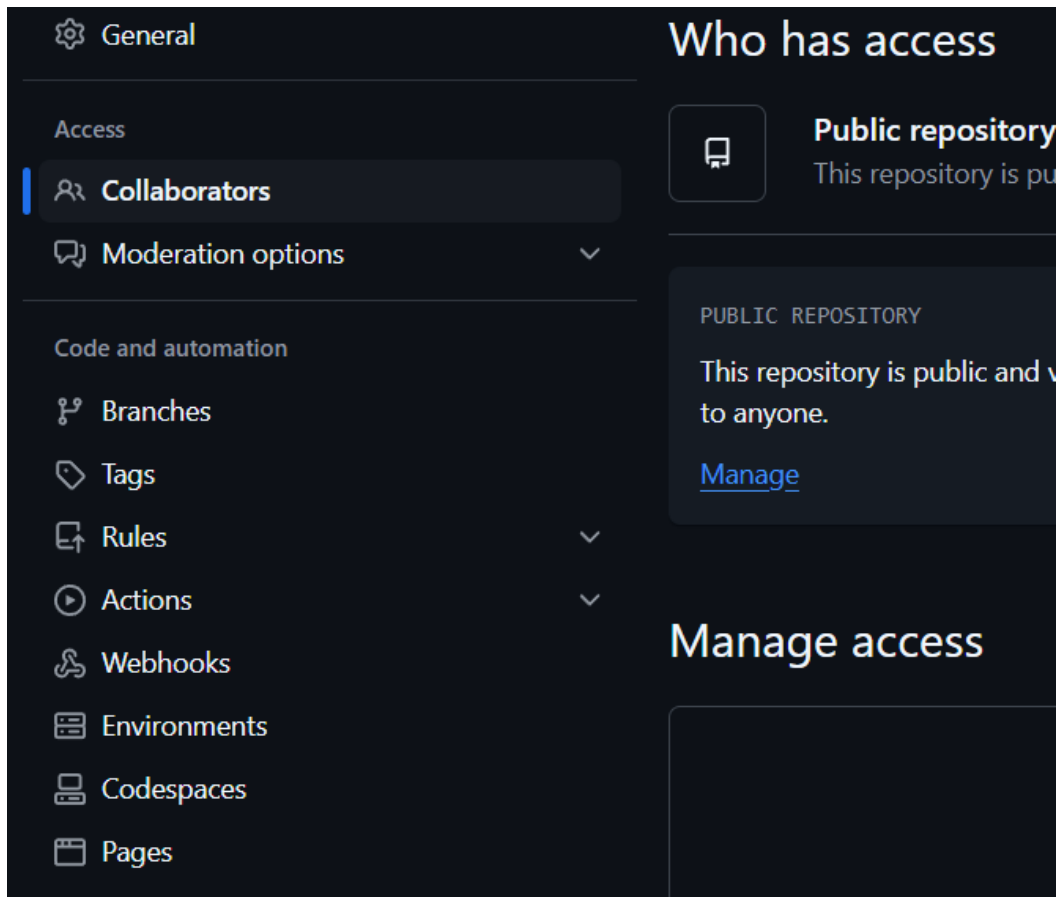 General
Access
Collaborators
Moderation options
Code and automation
Branches
Tags
Rules
Actions
Webhooks
Environments
Codespaces
Pages
Who has access
Public repository
This repository is pu
PUBLIC REPOSITORY
This repository is public and v
to anyone.
Manage
Manage access